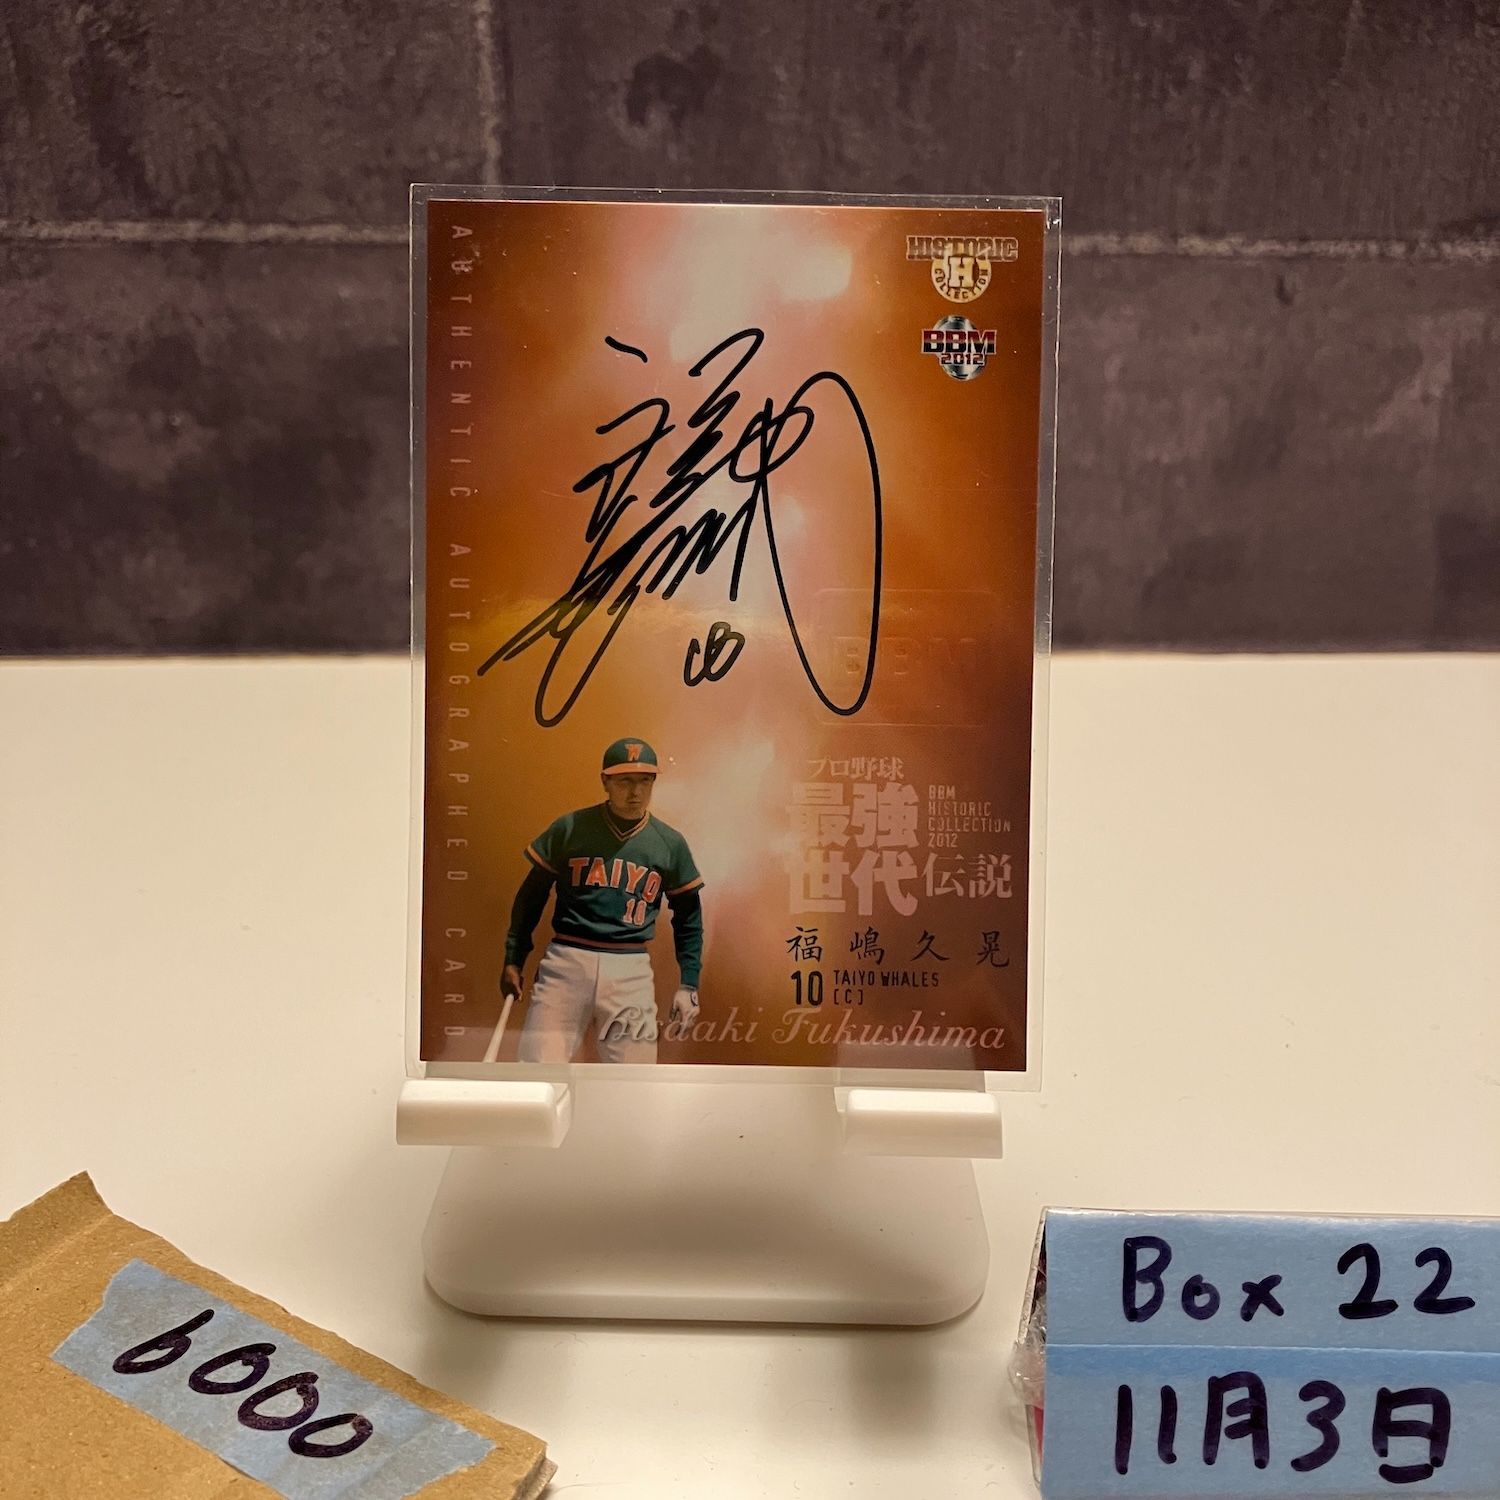 AUTHENTIC AUTOGRAPHED CARD
HISTORIC
H
COLLECTION
BBM
2012
BBM
プロ野球
最強
世代伝説
BBM
HISTORIC
COLLECTION
2012
W
TAIYO
10
福嶋久晃
10 TAIYO WHALES
[C]
Hisaaki Fukushima
6000
Box 22
11月3日